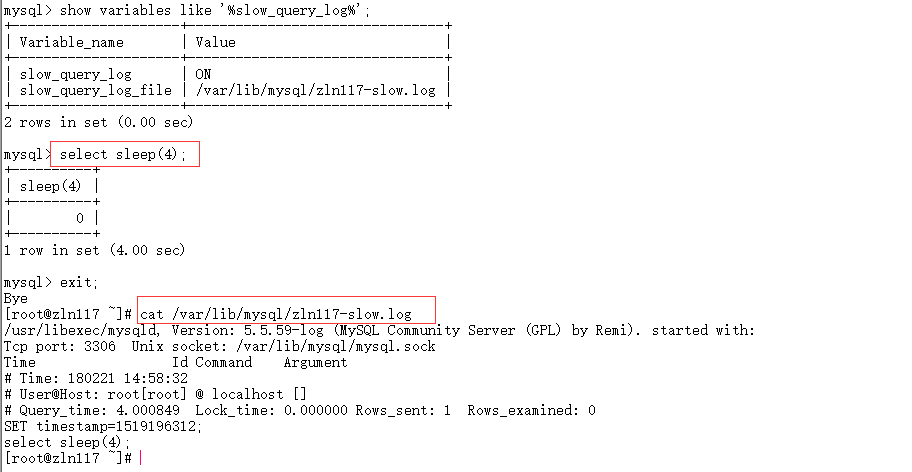 mysql> show variables like '%slow_query_log%';
+---------------------+------------------------------+
| Variable_name       | Value                        |
+---------------------+------------------------------+
| slow_query_log      | ON                           |
| slow_query_log_file | /var/lib/mysql/zln117-slow.log |
+---------------------+------------------------------+
2 rows in set (0.00 sec)
mysql> select sleep(4);
+----------+
| sleep(4) |
+----------+
|        0 |
+----------+
1 row in set (4.00 sec)
mysql> exit;
Bye
[root@zln117 ~]# cat /var/lib/mysql/zln117-slow.log
/usr/libexec/mysqld, Version: 5.5.59-log (MySQL Community Server (GPL) by Remi). started with:
Tcp port: 3306  Unix socket: /var/lib/mysql/mysql.sock
Time                 Id Command    Argument
# Time: 180221 14:58:32
# User@Host: root[root] @ localhost []
# Query_time: 4.000849  Lock_time: 0.000000 Rows_sent: 1  Rows_examined: 0
SET timestamp=1519196312;
select sleep(4);
[root@zln117 ~]#